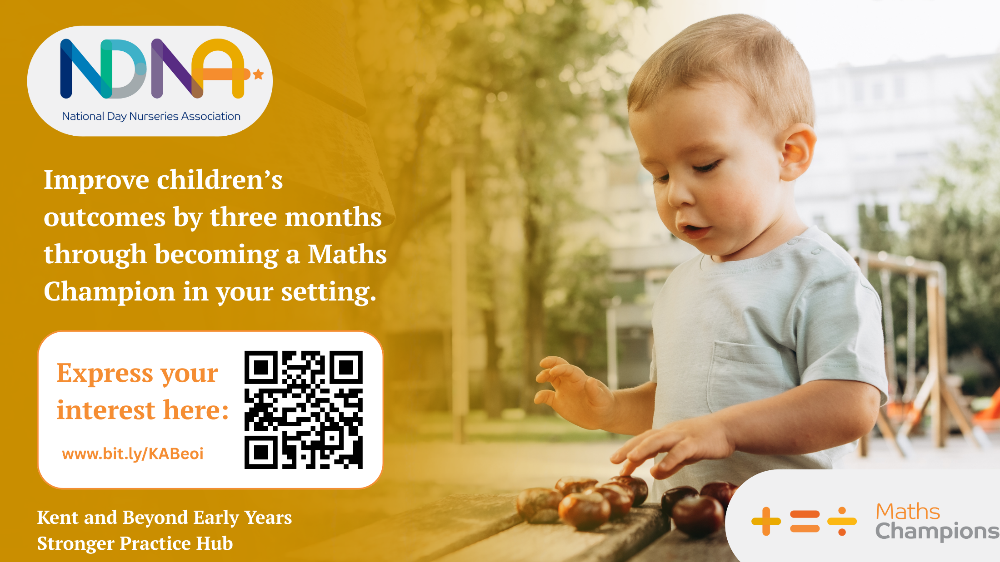 NDNA
National Day Nurseries Association
Improve children’s
outcomes by three months
through becoming a Maths
Champion in your setting.
Express your
interest here:
www.bit.ly/KABeoi
Kent and Beyond Early Years
Stronger Practice Hub
Maths
Champions